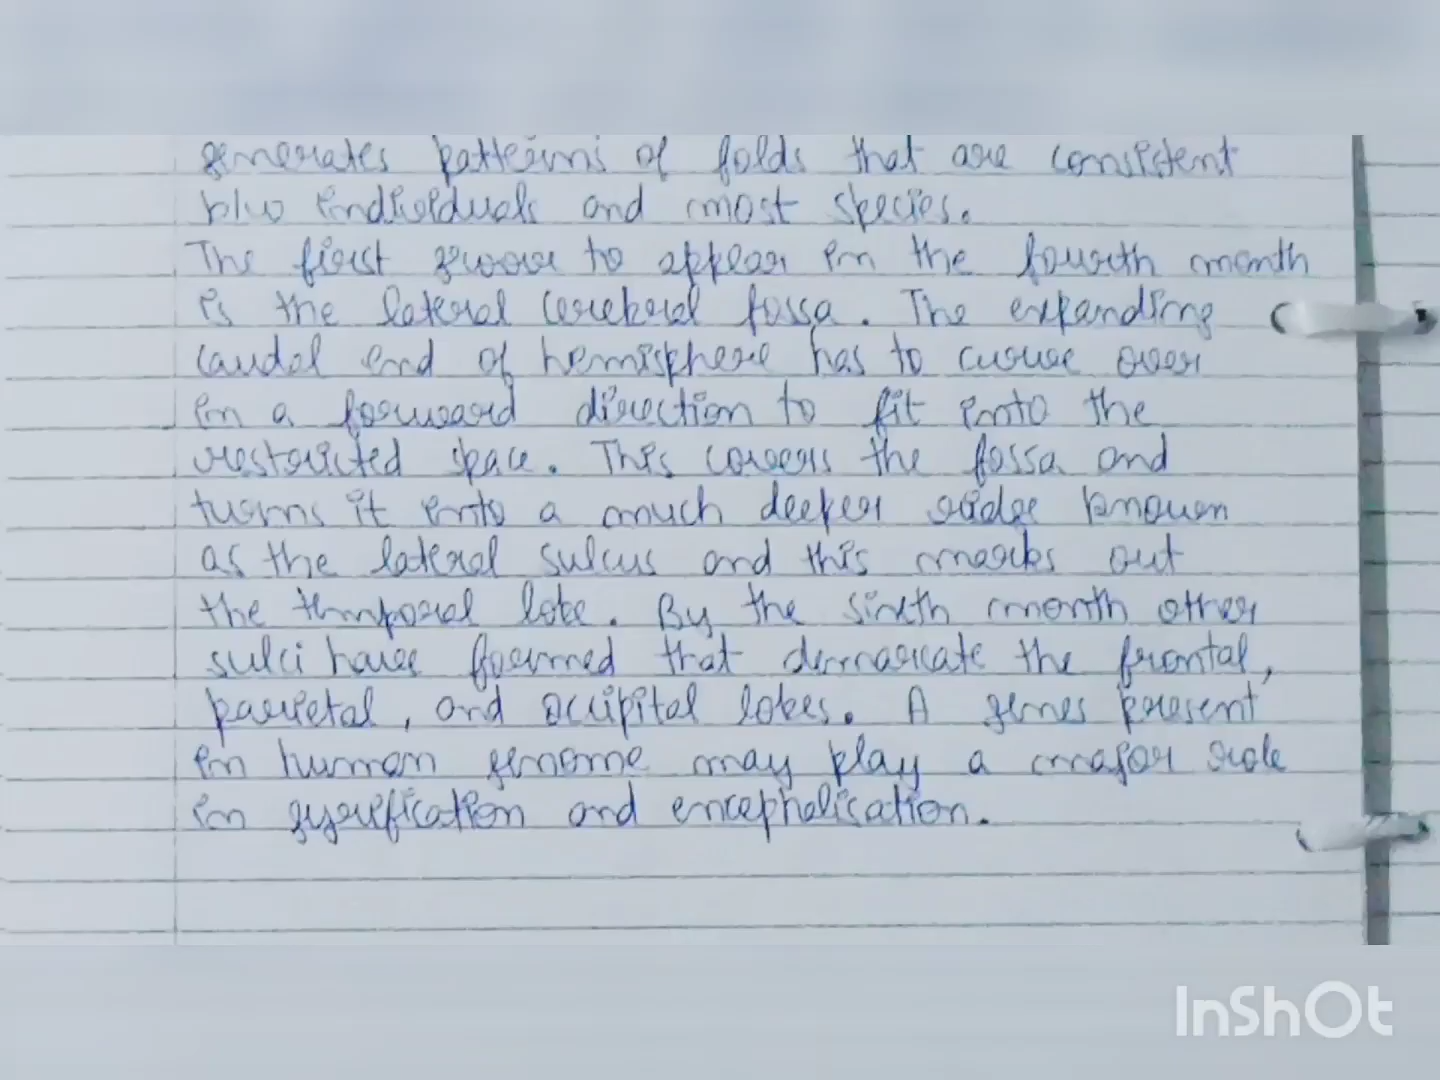 generates patterns of folds that are consistent
b/w individuals and most species.
The first groove to appear in the fourth month
is the lateral cerebral fossa. The expanding
caudal end of hemisphere has to curve over
in a forward direction to fit into the
restricted space. This covers the fossa and
turns it into a much deeper ridge known
as the lateral sulcus and this marks out
the temporal lobe. By the sixth month other
sulci have formed that demarcate the frontal,
parietal, and occipital lobes. A genes present
in human genome may play a major role
in gyrification and encephalisation.
InShOt